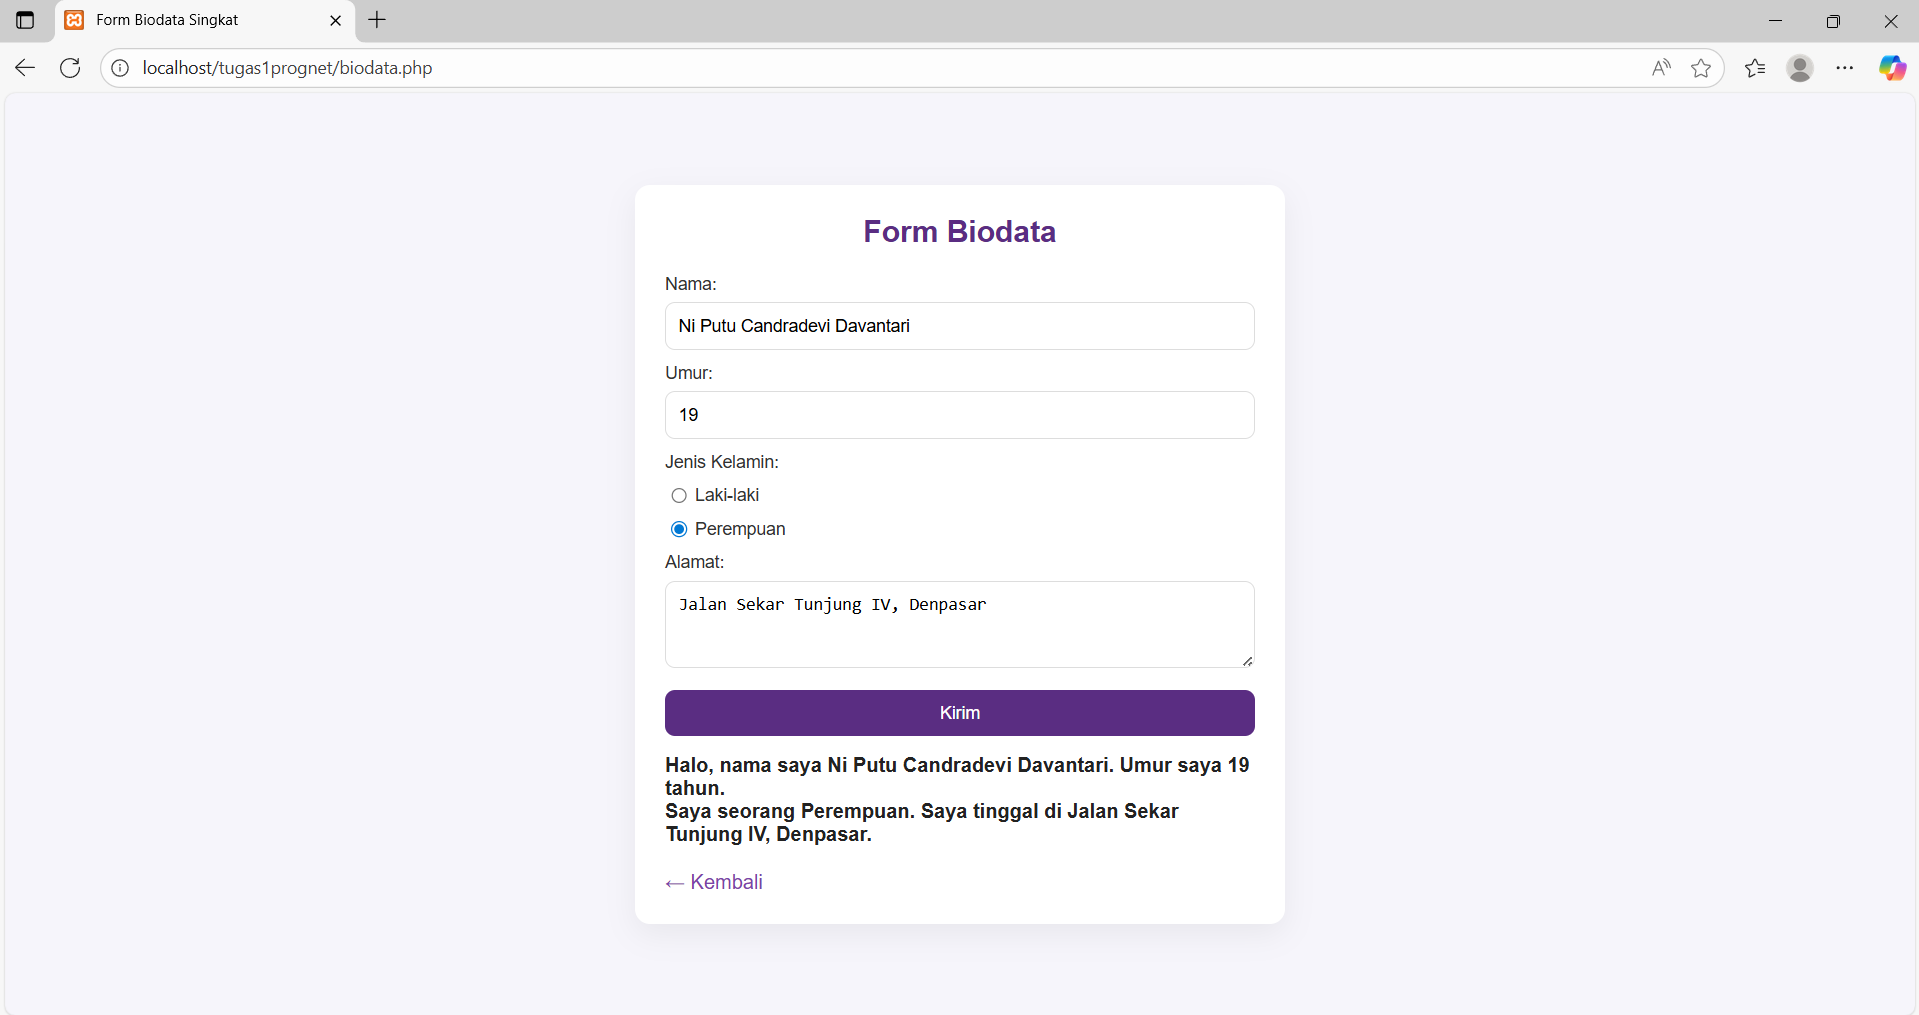 Form Biodata Singkat
localhost/tugas1prognet/biodata.php
Form Biodata
Nama:
Ni Putu Candradevi Davantari
Umur:
19
Jenis Kelamin:
Laki-laki
Perempuan
Alamat:
Jalan Sekar Tunjung IV, Denpasar
Kirim
Halo, nama saya Ni Putu Candradevi Davantari. Umur saya 19
tahun.
Saya seorang Perempuan. Saya tinggal di Jalan Sekar
Tunjung IV, Denpasar.
← Kembali